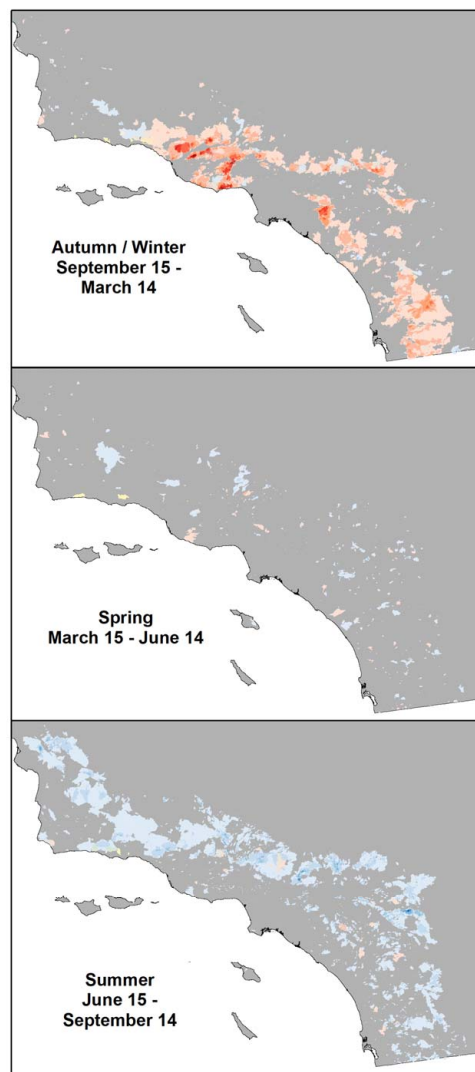 Autumn / Winter
September 15 -
March 14
Spring
March 15 - June 14
Summer
June 15 -
September 14